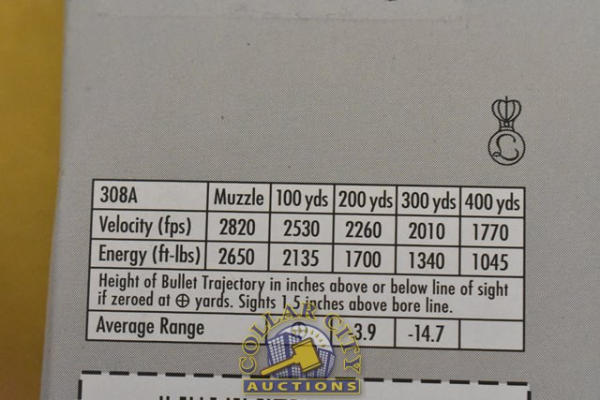 308A Muzzle 100 yds 200 yds 300 yds 400 yds
Velocity (fps) 2820 2530 2260 2010 1770
Energy (ft-lbs) 2650 2135 1700 1340 1045
Height of Bullet Trajectory in inches above or below line of sight
if zeroed at ⊕ yards. Sights 1.5 inches above bore line.
Average Range -3.9 -14.7
COLLAR CITY
AUCTIONS